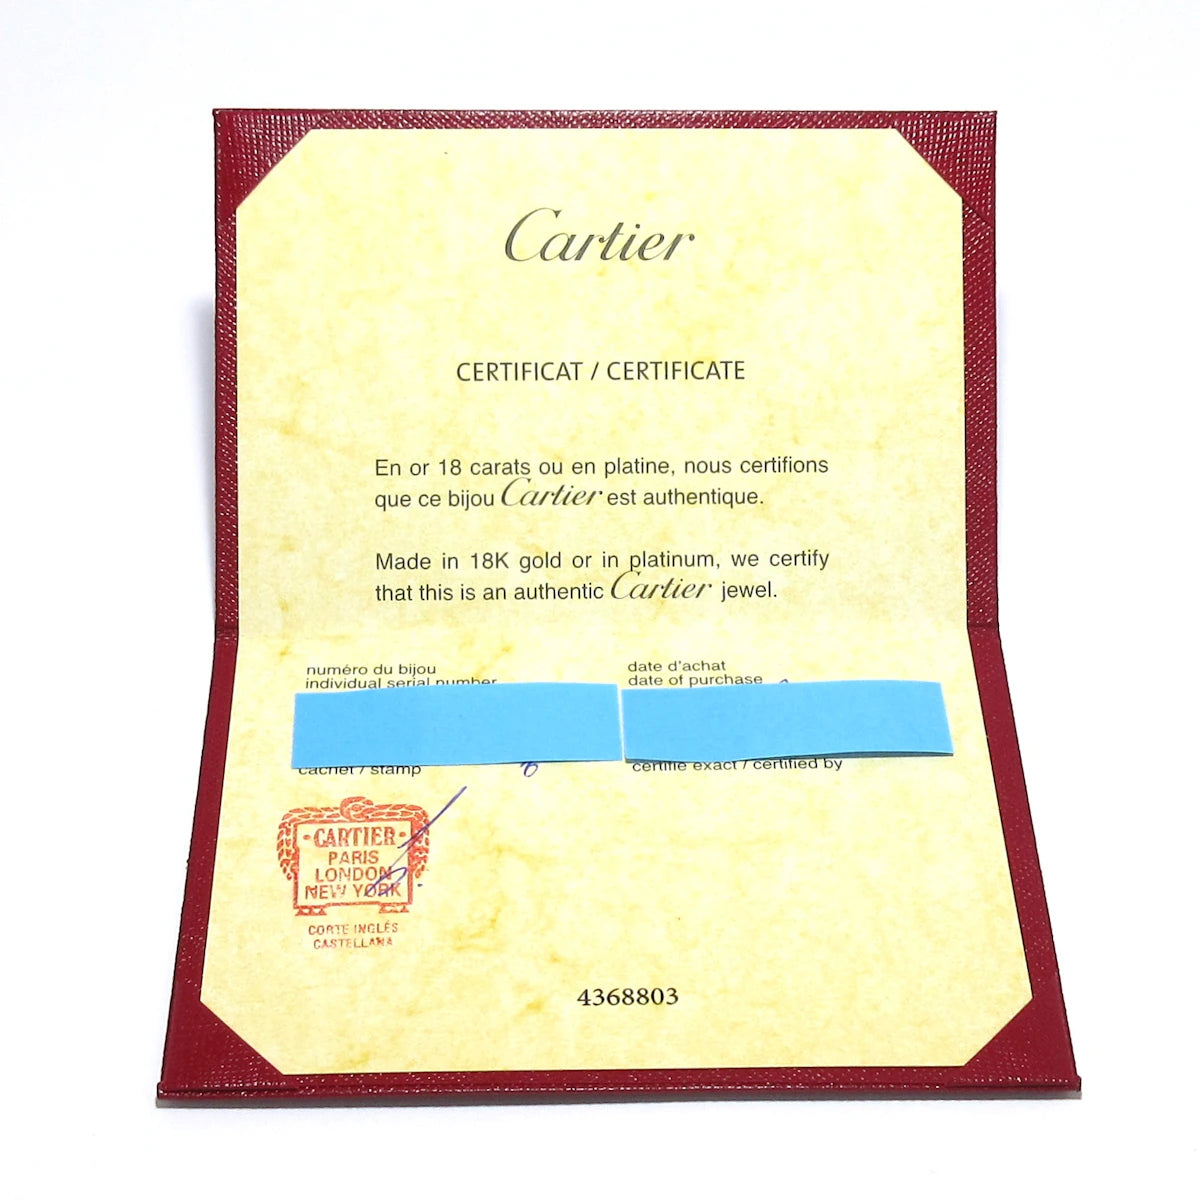 Cartier
CERTIFICAT / CERTIFICATE
En or 18 carats ou en platine, nous certifions
que ce bijou Cartier est authentique.
Made in 18K gold or in platinum, we certify
that this is an authentic Cartier jewel.
numéro du bijou
individual serial number
date d'achat
date of purchase
cachet / stamp
certifié exact / certified by
CARTIER
PARIS
LONDON
NEW YORK
CORTE INGLÉS
CASTELLANA
4368803